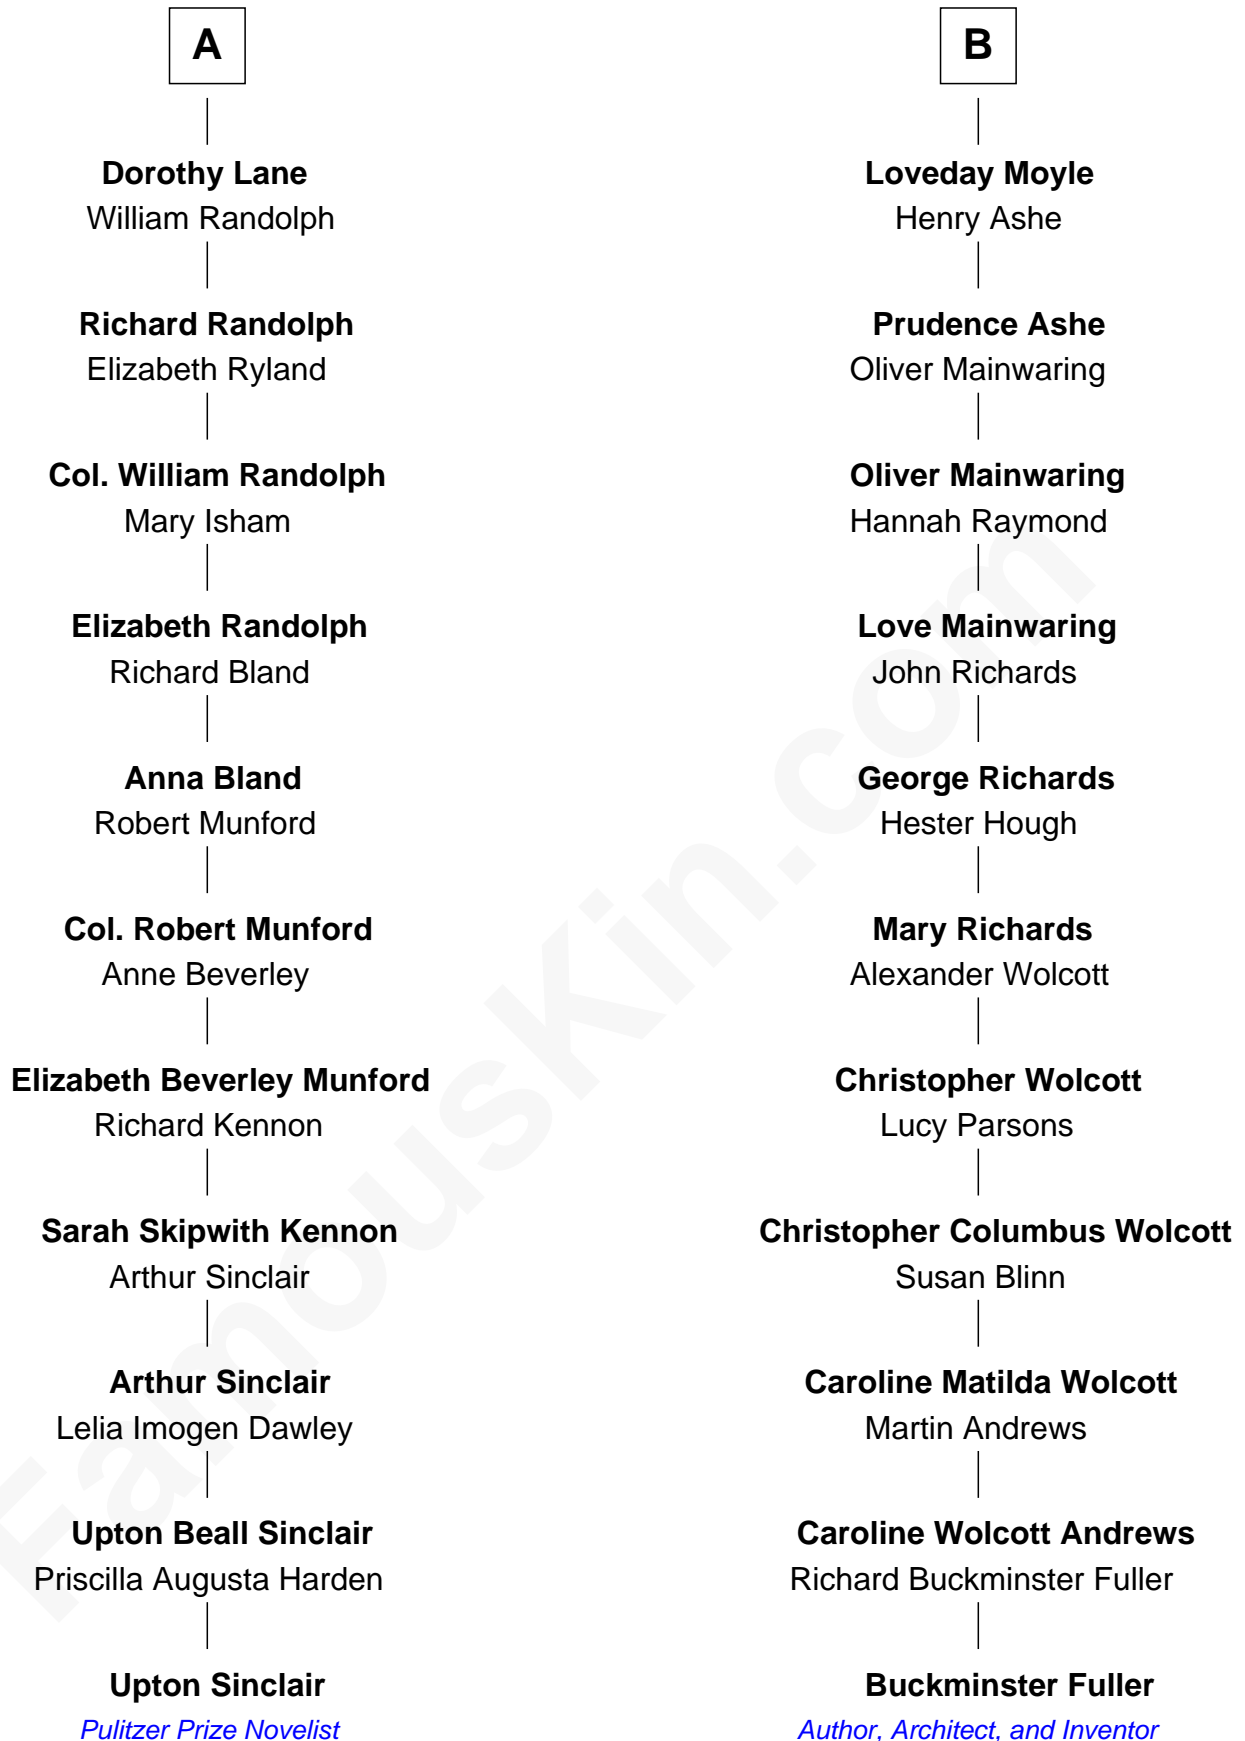 A
Dorothy Lane
William Randolph
Richard Randolph
Elizabeth Ryland
Col. William Randolph
Mary Isham
Elizabeth Randolph
Richard Bland
Anna Bland
Robert Munford
Col. Robert Munford
Anne Beverley
Elizabeth Beverley Munford
Richard Kennon
Sarah Skipwith Kennon
Arthur Sinclair
Arthur Sinclair
Lelia Imogen Dawley
Upton Beall Sinclair
Priscilla Augusta Harden
Upton Sinclair
Pulitzer Prize Novelist
B
Loveday Moyle
Henry Ashe
Prudence Ashe
Oliver Mainwaring
Oliver Mainwaring
Hannah Raymond
Love Mainwaring
John Richards
George Richards
Hester Hough
Mary Richards
Alexander Wolcott
Christopher Wolcott
Lucy Parsons
Christopher Columbus Wolcott
Susan Blinn
Caroline Matilda Wolcott
Martin Andrews
Caroline Wolcott Andrews
Richard Buckminster Fuller
Buckminster Fuller
Author, Architect, and Inventor
FamousKin.com